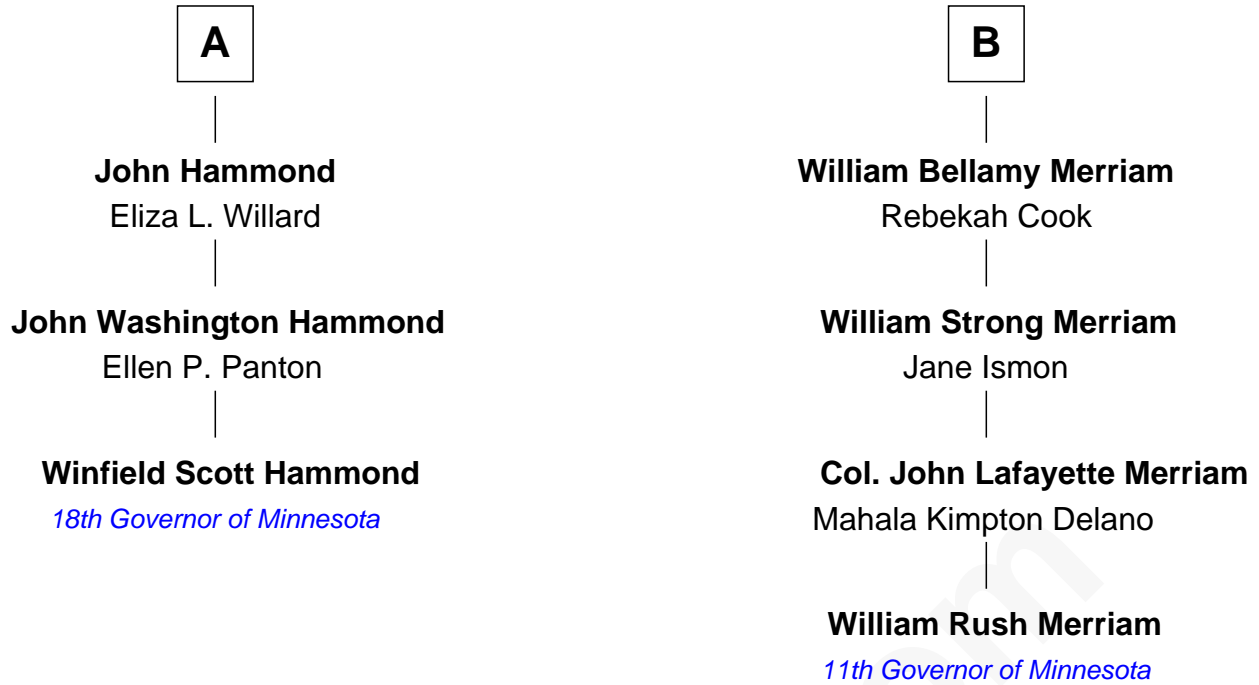 A
John Hammond
Eliza L. Willard
John Washington Hammond
Ellen P. Panton
Winfield Scott Hammond
18th Governor of Minnesota
B
William Bellamy Merriam
Rebekah Cook
William Strong Merriam
Jane Ismon
Col. John Lafayette Merriam
Mahala Kimpton Delano
William Rush Merriam
11th Governor of Minnesota